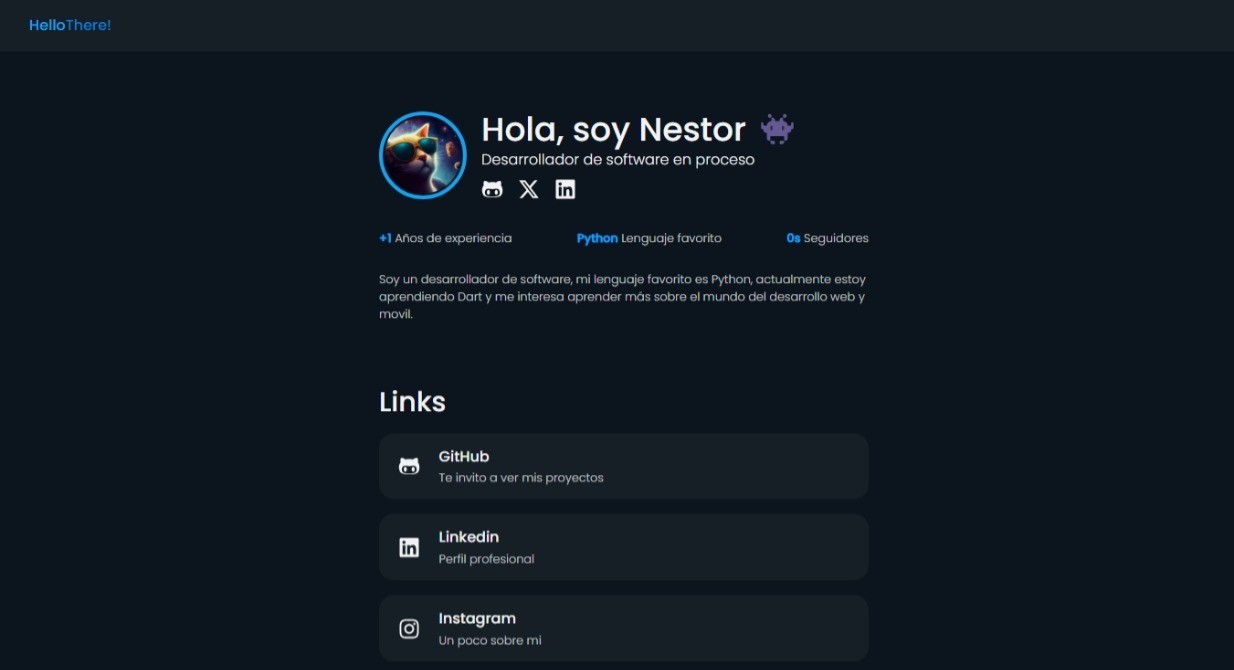 HelloThere!
Hola, soy Nestor
Desarrollador de software en proceso
+1 Años de experiencia
Python Lenguaje favorito
0s Seguidores
Soy un desarrollador de software, mi lenguaje favorito es Python, actualmente estoy
aprendiendo Dart y me interesa aprender más sobre el mundo del desarrollo web y
movil.
Links
GitHub
Te invito a ver mis proyectos
Linkedin
Perfil profesional
Instagram
Un poco sobre mi